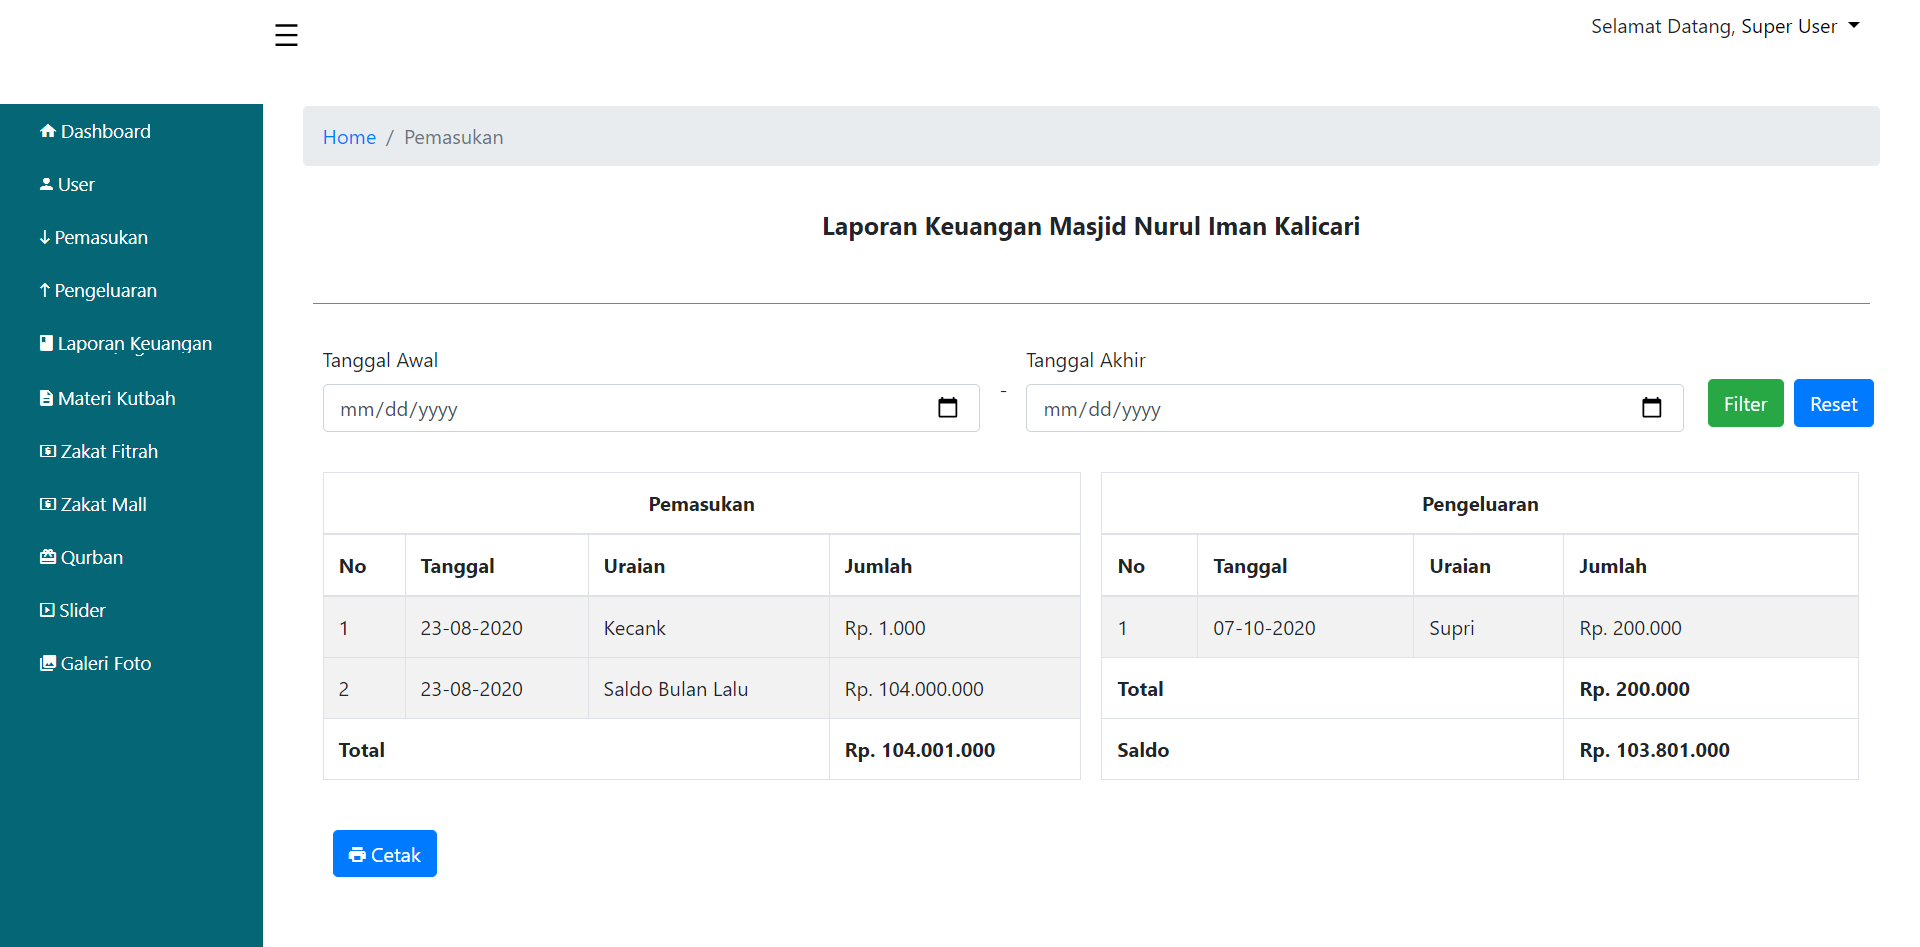 ☰
Selamat Datang, Super User
Dashboard
User
Pemasukan
Pengeluaran
Laporan Keuangan
Materi Kutbah
Zakat Fitrah
Zakat Mall
Qurban
Slider
Galeri Foto
Home / Pemasukan
Laporan Keuangan Masjid Nurul Iman Kalicari
Tanggal Awal
mm/dd/yyyy
-
Tanggal Akhir
mm/dd/yyyy
Filter
Reset
Pemasukan
No Tanggal Uraian Jumlah
1 23-08-2020 Kecank Rp. 1.000
2 23-08-2020 Saldo Bulan Lalu Rp. 104.000.000
Total Rp. 104.001.000
Pengeluaran
No Tanggal Uraian Jumlah
1 07-10-2020 Supri Rp. 200.000
Total Rp. 200.000
Saldo Rp. 103.801.000
Cetak